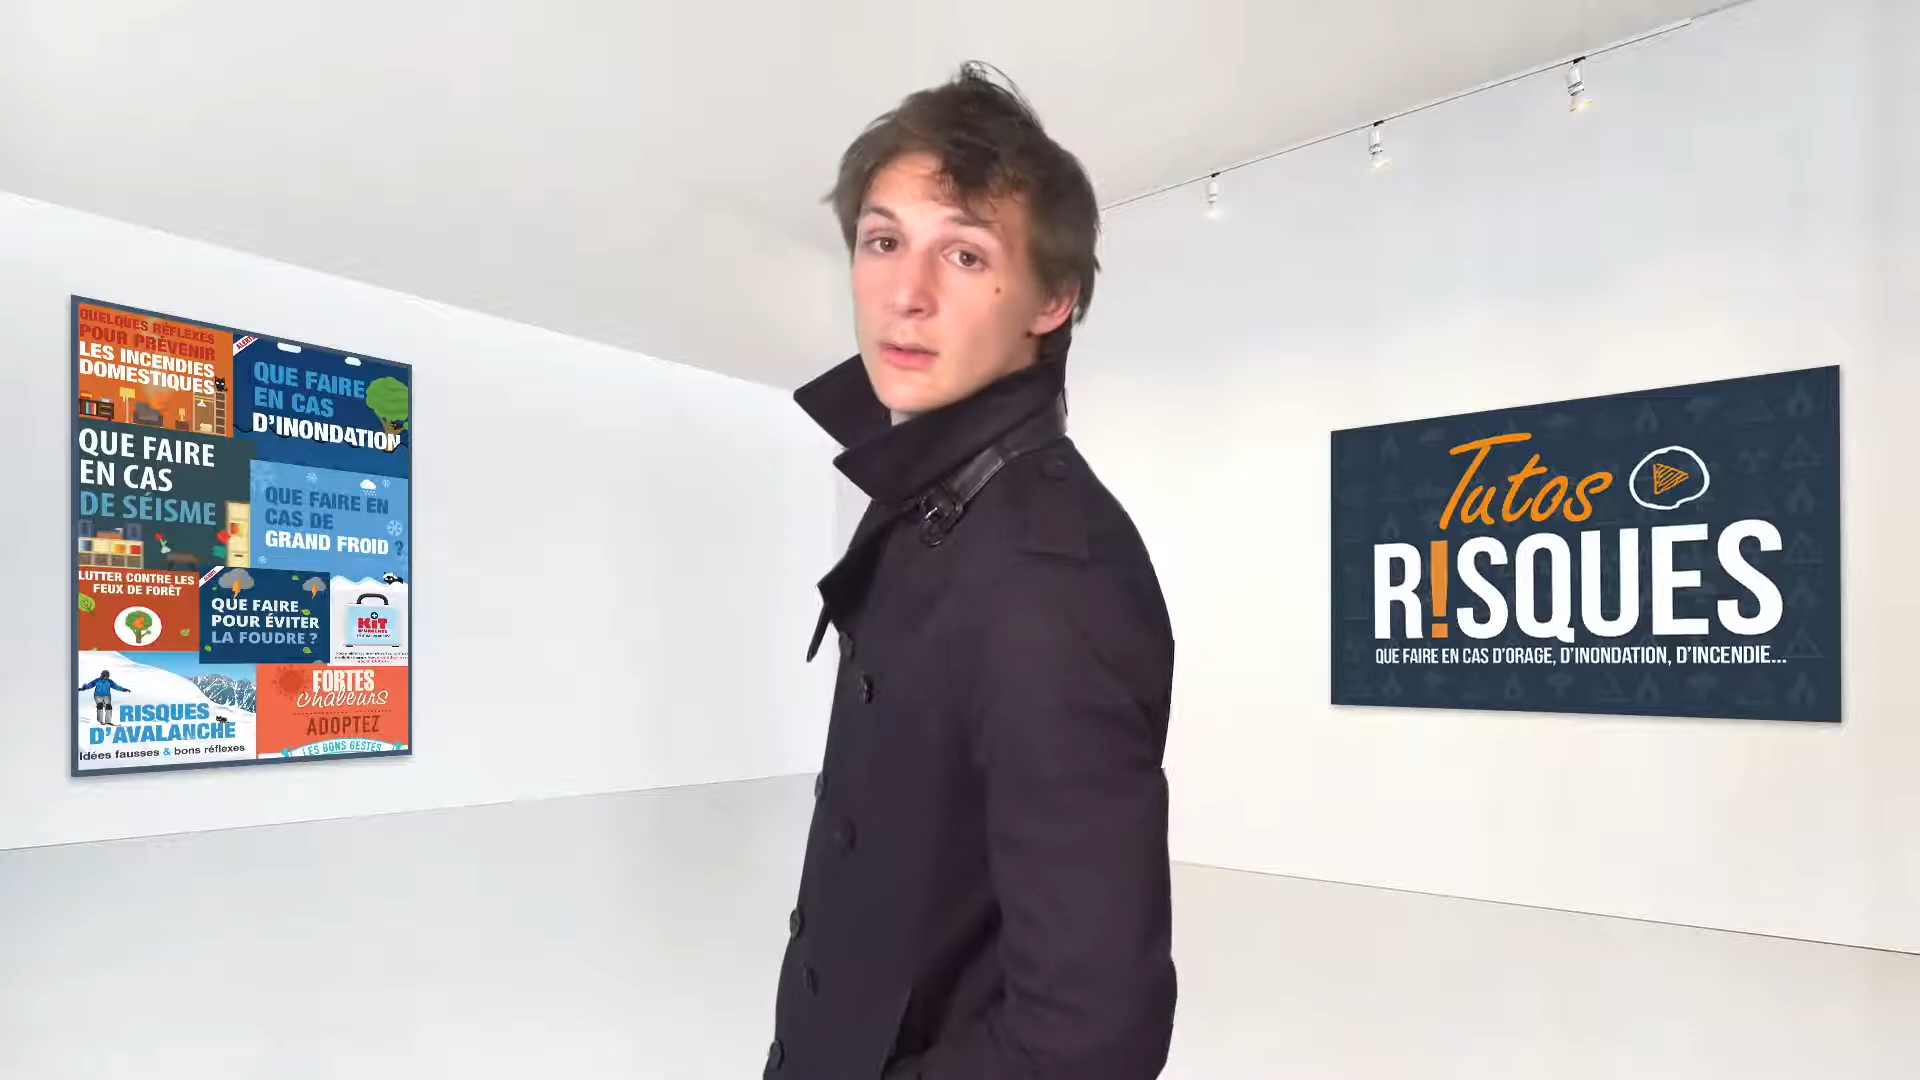 QUELQUES RÉFLEXES
POUR PRÉVENIR
LES INCENDIES
DOMESTIQUES
ALERTE
QUE FAIRE
EN CAS
D'INONDATION
QUE FAIRE
EN CAS
DE SÉISME
QUE FAIRE EN
CAS DE
GRAND FROID ?
LUTTER CONTRE LES
FEUX DE FORÊT
QUE FAIRE
POUR ÉVITER
LA FOUDRE ?
KIT
D'URGENCE
RISQUES
D'AVALANCHE
Idées fausses & bons réflexes
FORTES
chaleurs
ADOPTEZ
LES BONS GESTES
Tutos
R!SQUES
QUE FAIRE EN CAS D'ORAGE, D'INONDATION, D'INCENDIE...